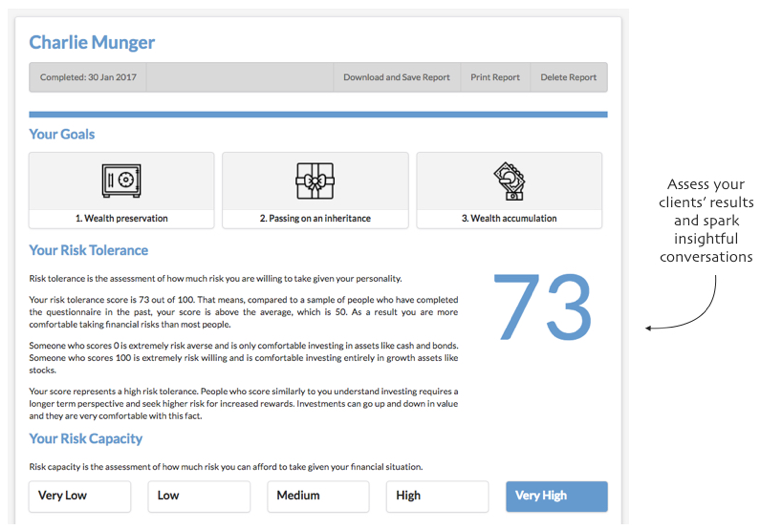 Charlie Munger
Completed: 30 Jan 2017
Download and Save Report
Print Report
Delete Report
Your Goals
1. Wealth preservation
2. Passing on an inheritance
3. Wealth accumulation
Your Risk Tolerance
Risk tolerance is the assessment of how much risk you are willing to take given your personality.
Your risk tolerance score is 73 out of 100. That means, compared to a sample of people who have completed
the questionnaire in the past, your score is above the average, which is 50. As a result you are more
comfortable taking financial risks than most people.
Someone who scores 0 is extremely risk averse and is only comfortable investing in assets like cash and bonds.
Someone who scores 100 is extremely risk willing and is comfortable investing entirely in growth assets like
stocks.
Your score represents a high risk tolerance. People who score similarly to you understand investing requires a
longer term perspective and seek higher risk for increased rewards. Investments can go up and down in value
and they are very comfortable with this fact.
73
Your Risk Capacity
Risk capacity is the assessment of how much risk you can afford to take given your financial situation.
Very Low
Low
Medium
High
Very High
Assess your
clients' results
and spark
insightful
conversations